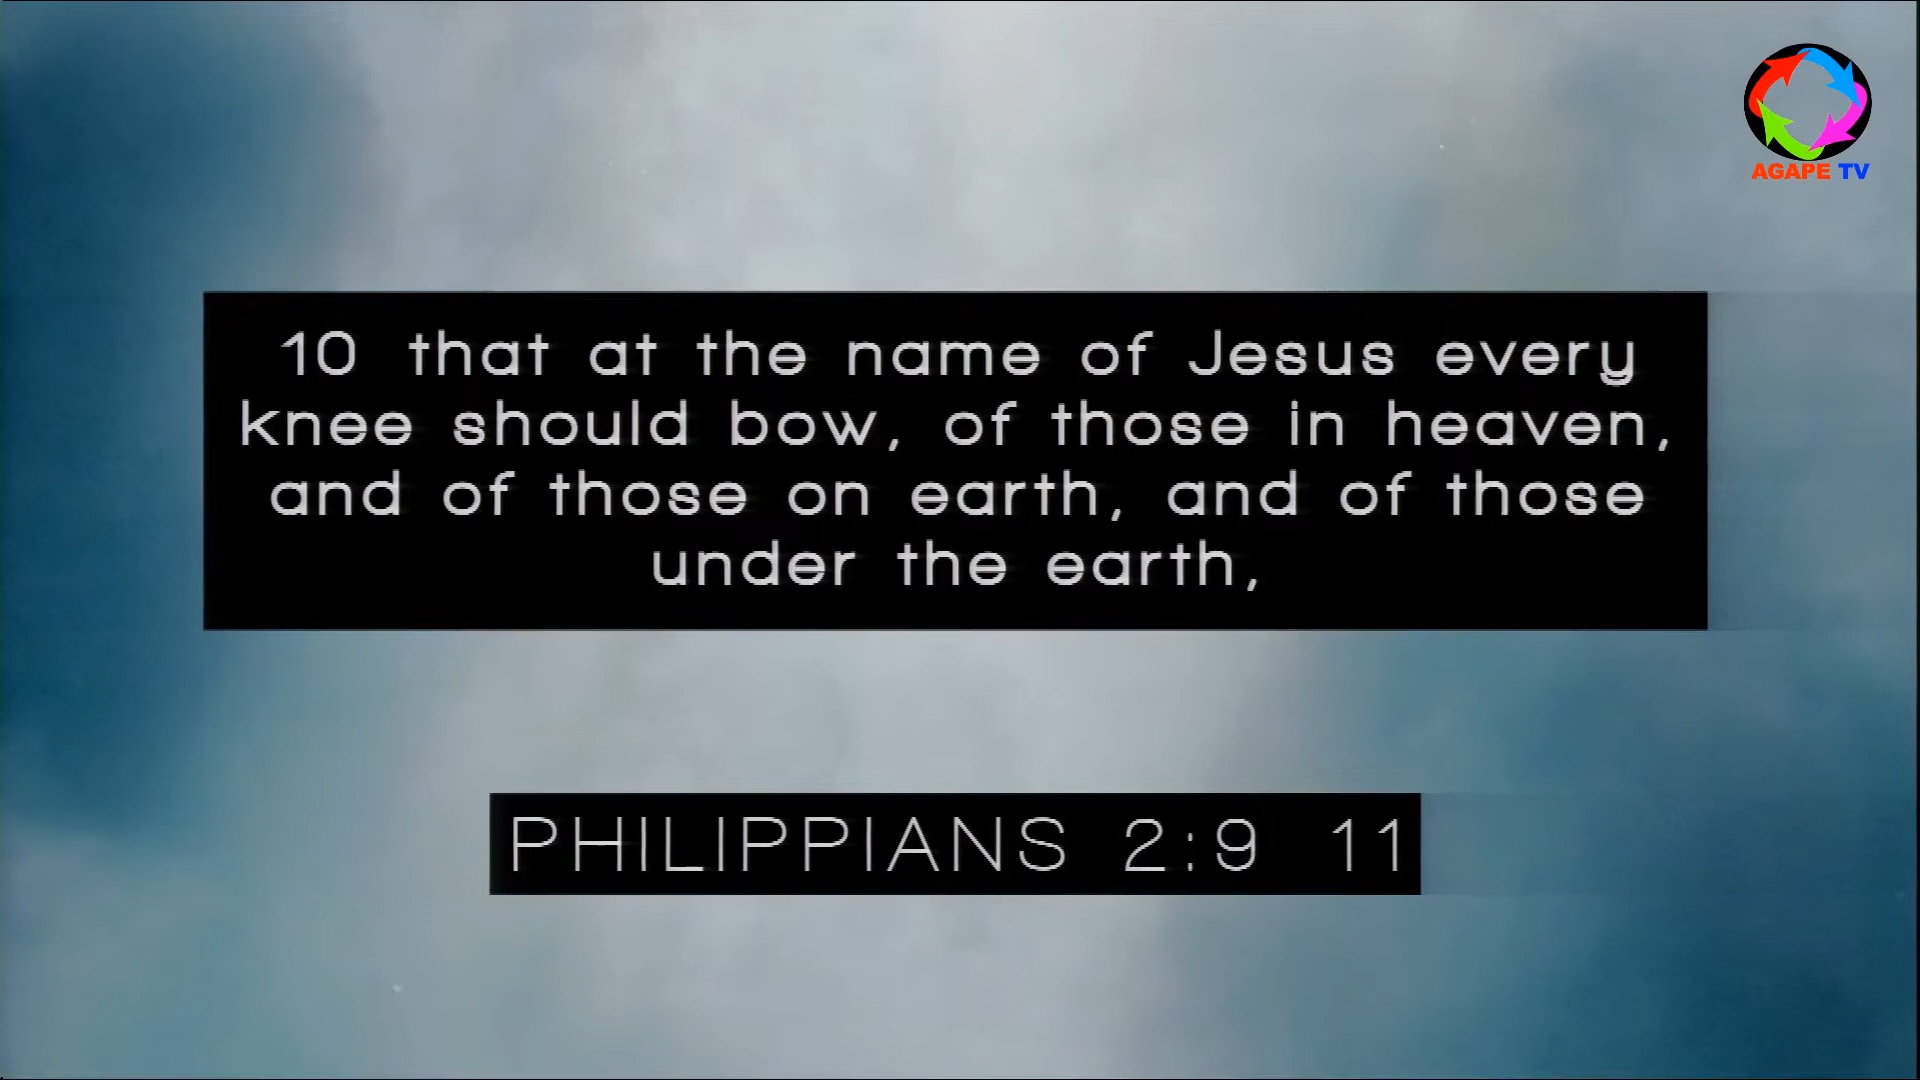 AGAPE TV
10 that at the name of Jesus every
knee should bow, of those in heaven,
and of those on earth, and of those
under the earth,
PHILIPPIANS 2:9 11